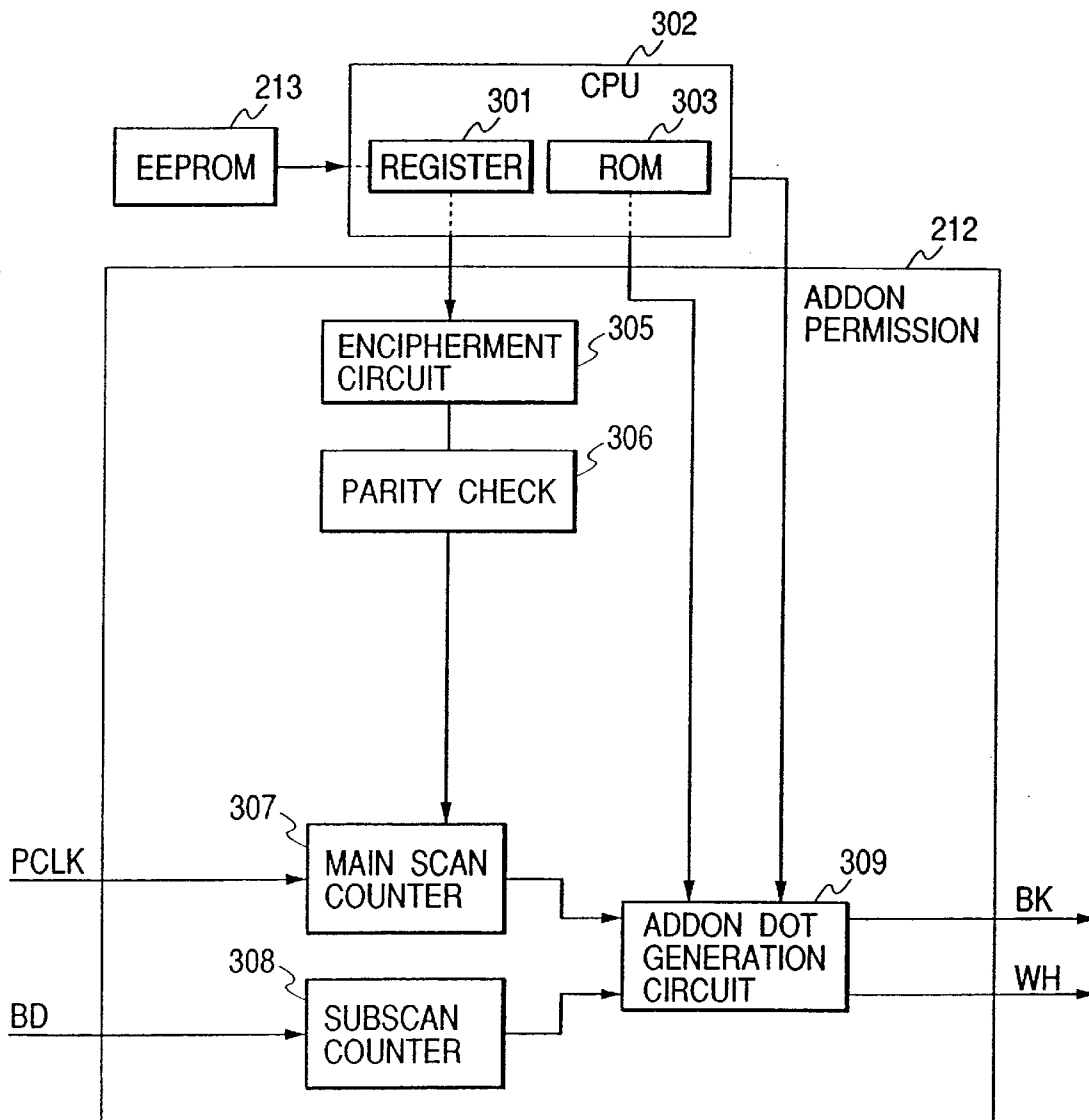 302
CPU
213
301
303
EEPROM
REGISTER
ROM
212
ADDON
PERMISSION
ENCIPHERMENT
CIRCUIT
305
306
PARITY CHECK
307
PCLK
MAIN SCAN
COUNTER
309
BK
ADDON DOT
GENERATION
CIRCUIT
308
WH
BD
SUBSCAN
COUNTER